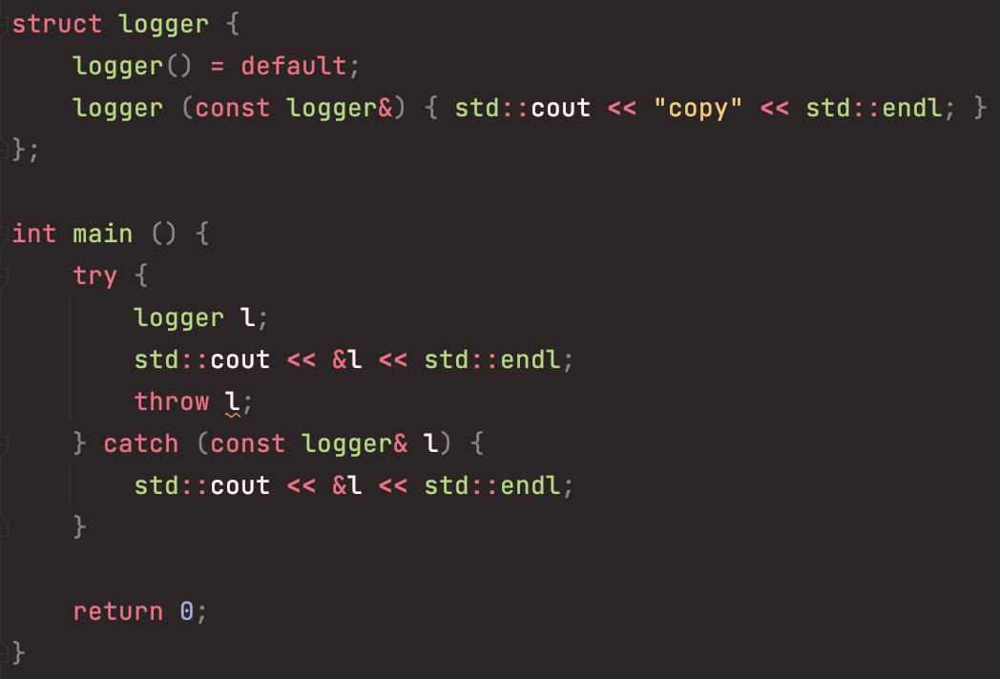 struct logger {
    logger() = default;
    logger (const logger&) { std::cout << "copy" << std::endl; }
};

int main () {
    try {
        logger l;
        std::cout << &l << std::endl;
        throw l;
    } catch (const logger& l) {
        std::cout << &l << std::endl;
    }

    return 0;
}